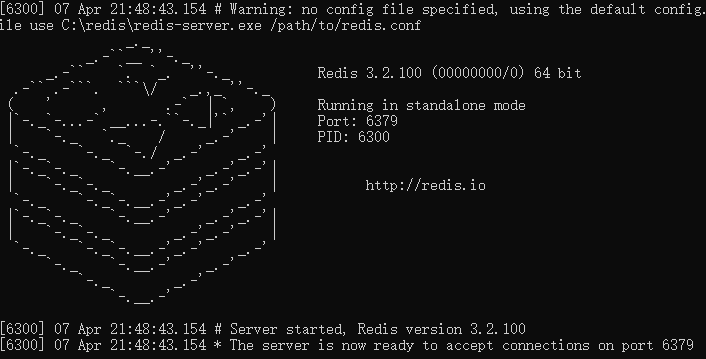 [6300] 07 Apr 21:48:43.154 # Warning: no config file specified, using the default config.
ile use C:\redis\redis-server.exe /path/to/redis.conf
Redis 3.2.100 (00000000/0) 64 bit
Running in standalone mode
Port: 6379
PID: 6300
http://redis.io
[6300] 07 Apr 21:48:43.154 # Server started, Redis version 3.2.100
[6300] 07 Apr 21:48:43.154 * The server is now ready to accept connections on port 6379